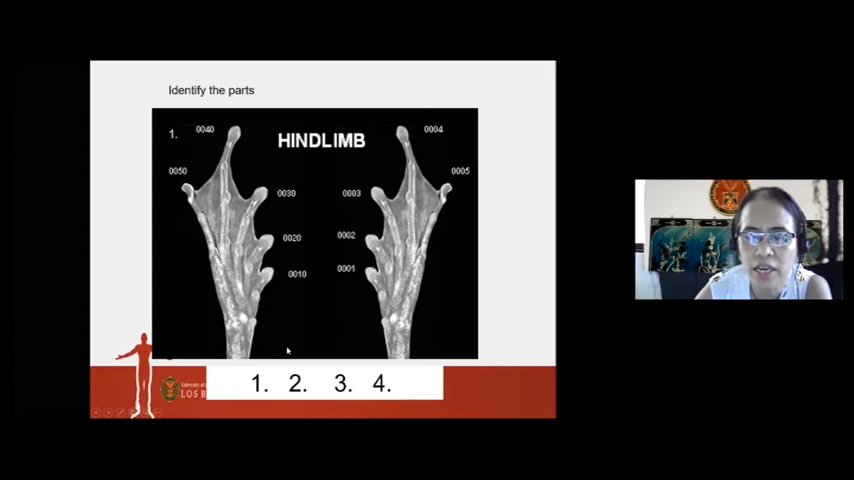 Identify the parts
1.
HINDLIMB
0040
0004
0050
0005
0030
0003
0020
0002
0010
0001
1. 2. 3. 4.
LOS B